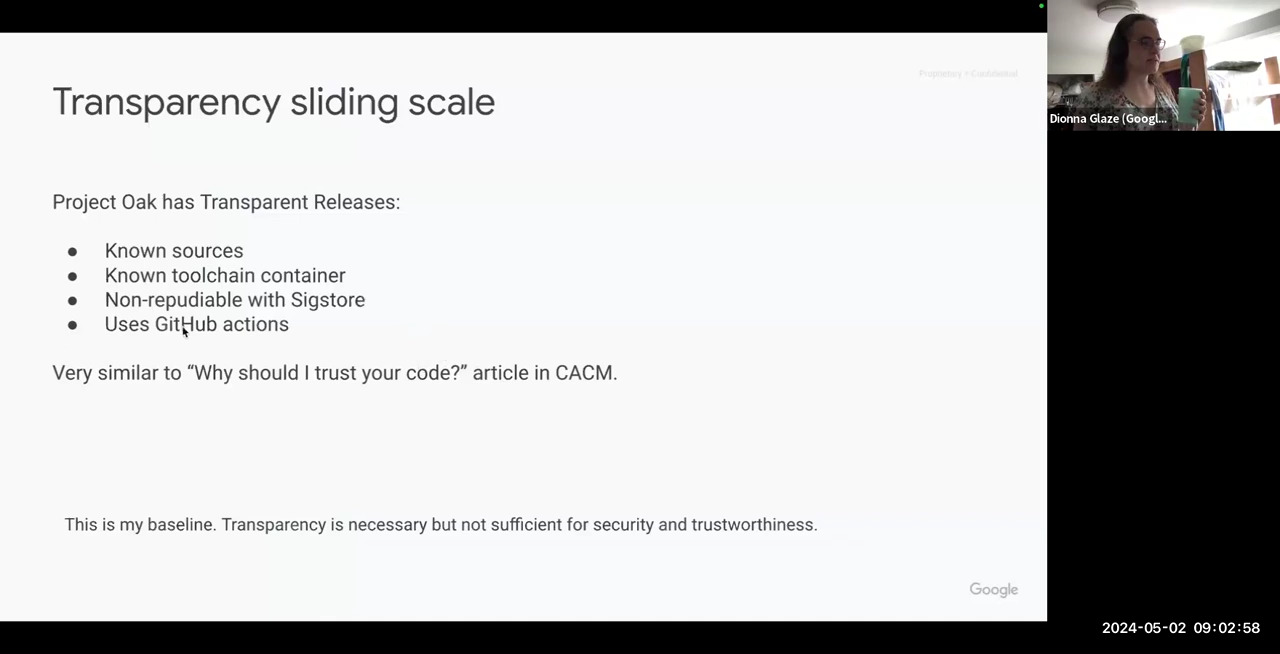 Proprietary + Confidential
Transparency sliding scale
Project Oak has Transparent Releases:
● Known sources
● Known toolchain container
● Non-repudiable with Sigstore
● Uses GitHub actions
Very similar to “Why should I trust your code?” article in CACM.
This is my baseline. Transparency is necessary but not sufficient for security and trustworthiness.
Google
Dionna Glaze (Googl...
2024-05-02 09:02:58